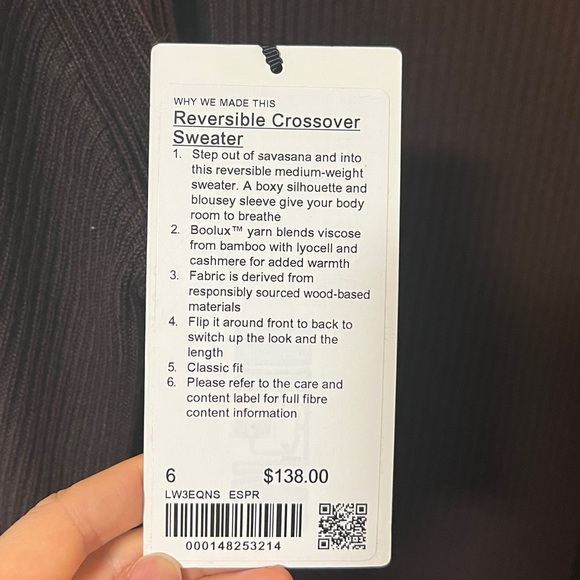 WHY WE MADE THIS
Reversible Crossover
Sweater
1. Step out of savasana and into
this reversible medium-weight
sweater. A boxy silhouette and
blousey sleeve give your body
room to breathe
2. Boolux™ yarn blends viscose
from bamboo with lyocell and
cashmere for added warmth
3. Fabric is derived from
responsibly sourced wood-based
materials
4. Flip it around front to back to
switch up the look and the
length
5. Classic fit
6. Please refer to the care and
content label for full fibre
content information
6 $138.00
LW3EQNS ESPR
000148253214